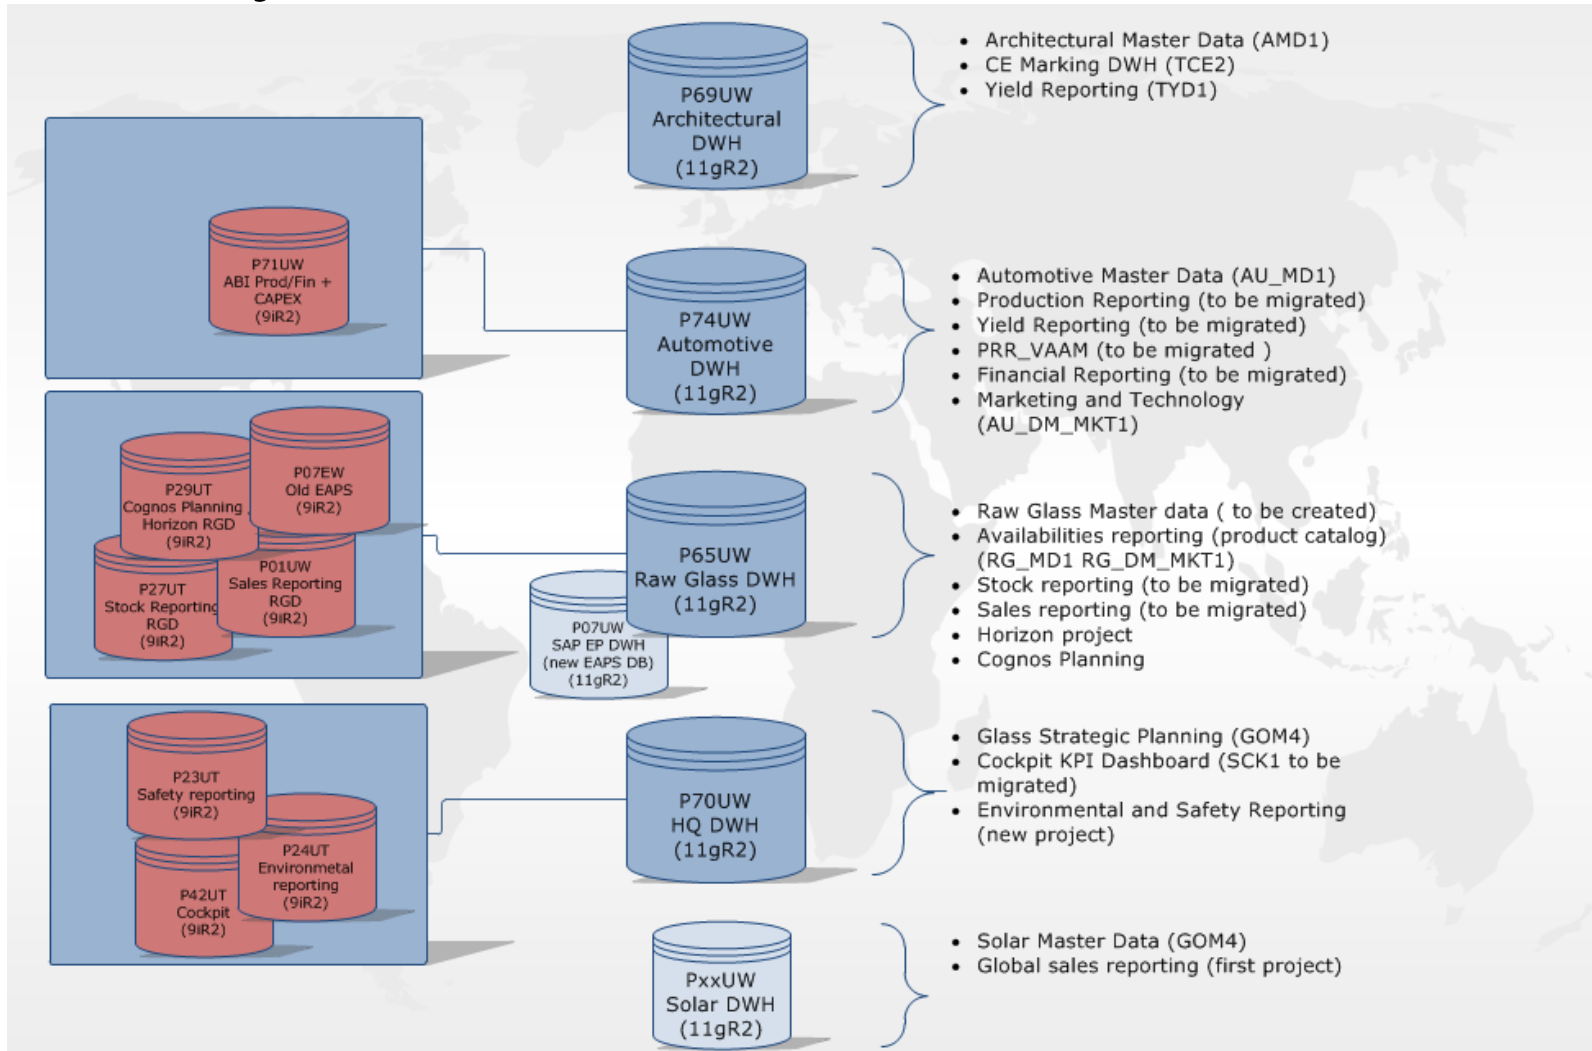 P69UW
Architectural
DWH
(11gR2)
• Architectural Master Data (AMD1)
• CE Marking DWH (TCE2)
• Yield Reporting (TYD1)
P71UW
ABI Prod/Fin +
CAPEX
(9iR2)
P74UW
Automotive
DWH
(11gR2)
• Automotive Master Data (AU_MD1)
• Production Reporting (to be migrated)
• Yield Reporting (to be migrated)
• PRR_VAAM (to be migrated )
• Financial Reporting (to be migrated)
• Marketing and Technology
(AU_DM_MKT1)
P07EW
Old EAPS
(9iR2)
P29UT
Cognos Planning
Horizon RGD
(9iR2)
P01UW
Sales Reporting
RGD
(9iR2)
P27UT
Stock Reporting
RGD
(9iR2)
P65UW
Raw Glass DWH
(11gR2)
P07UW
SAP EP DWH
(new EAPS DB)
(11gR2)
• Raw Glass Master data ( to be created)
• Availabilities reporting (product catalog)
(RG_MD1 RG_DM_MKT1)
• Stock reporting (to be migrated)
• Sales reporting (to be migrated)
• Horizon project
• Cognos Planning
P23UT
Safety reporting
(9iR2)
P24UT
Environmetal
reporting
(9iR2)
P42UT
Cockpit
(9iR2)
P70UW
HQ DWH
(11gR2)
• Glass Strategic Planning (GOM4)
• Cockpit KPI Dashboard (SCK1 to be
migrated)
• Environmental and Safety Reporting
(new project)
PxxUW
Solar DWH
(11gR2)
• Solar Master Data (GOM4)
• Global sales reporting (first project)